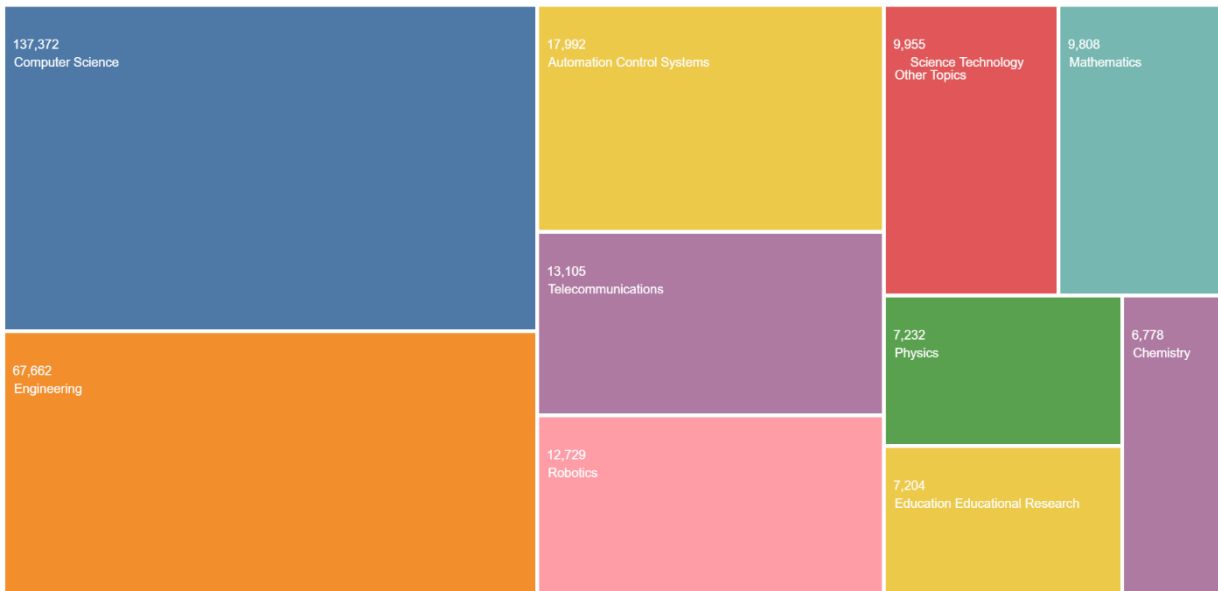 137,372
Computer Science
67,662
Engineering
17,992
Automation Control Systems
13,105
Telecommunications
12,729
Robotics
9,955
Science Technology
Other Topics
9,808
Mathematics
7,232
Physics
7,204
Education Educational Research
6,778
Chemistry